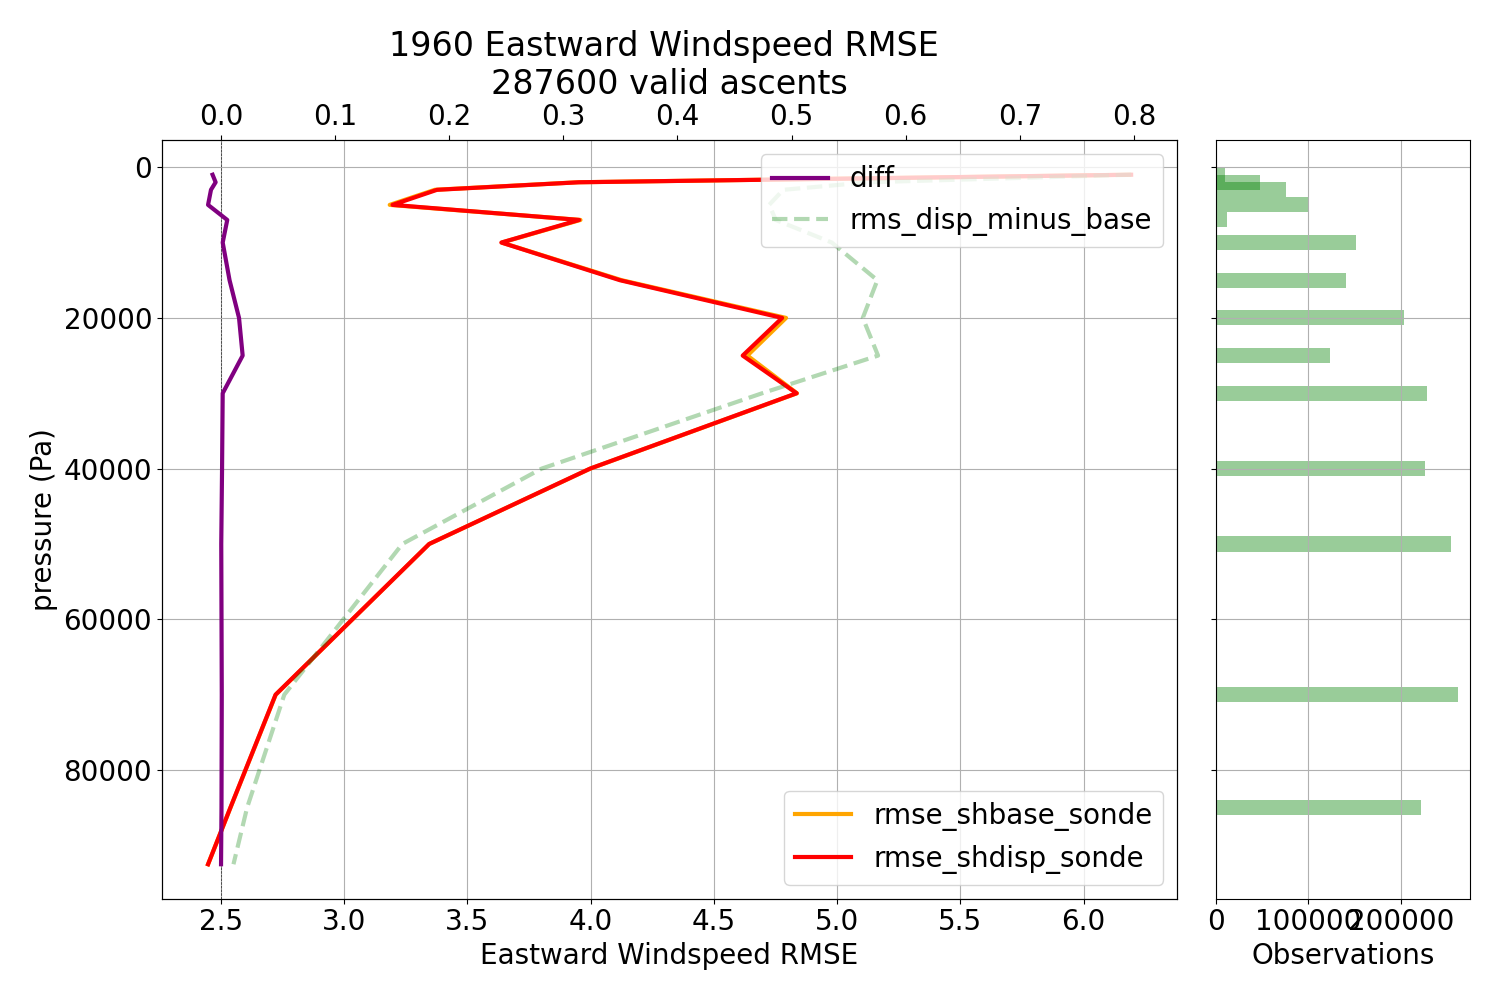 1960 Eastward Windspeed RMSE
287600 valid ascents
0.0 0.1 0.2 0.3 0.4 0.5 0.6 0.7 0.8
diff
rms_disp_minus_base
0
20000
40000
60000
80000
pressure (Pa)
rmse_shbase_sonde
rmse_shdisp_sonde
2.5 3.0 3.5 4.0 4.5 5.0 5.5 6.0
Eastward Windspeed RMSE
0 100000 200000
Observations